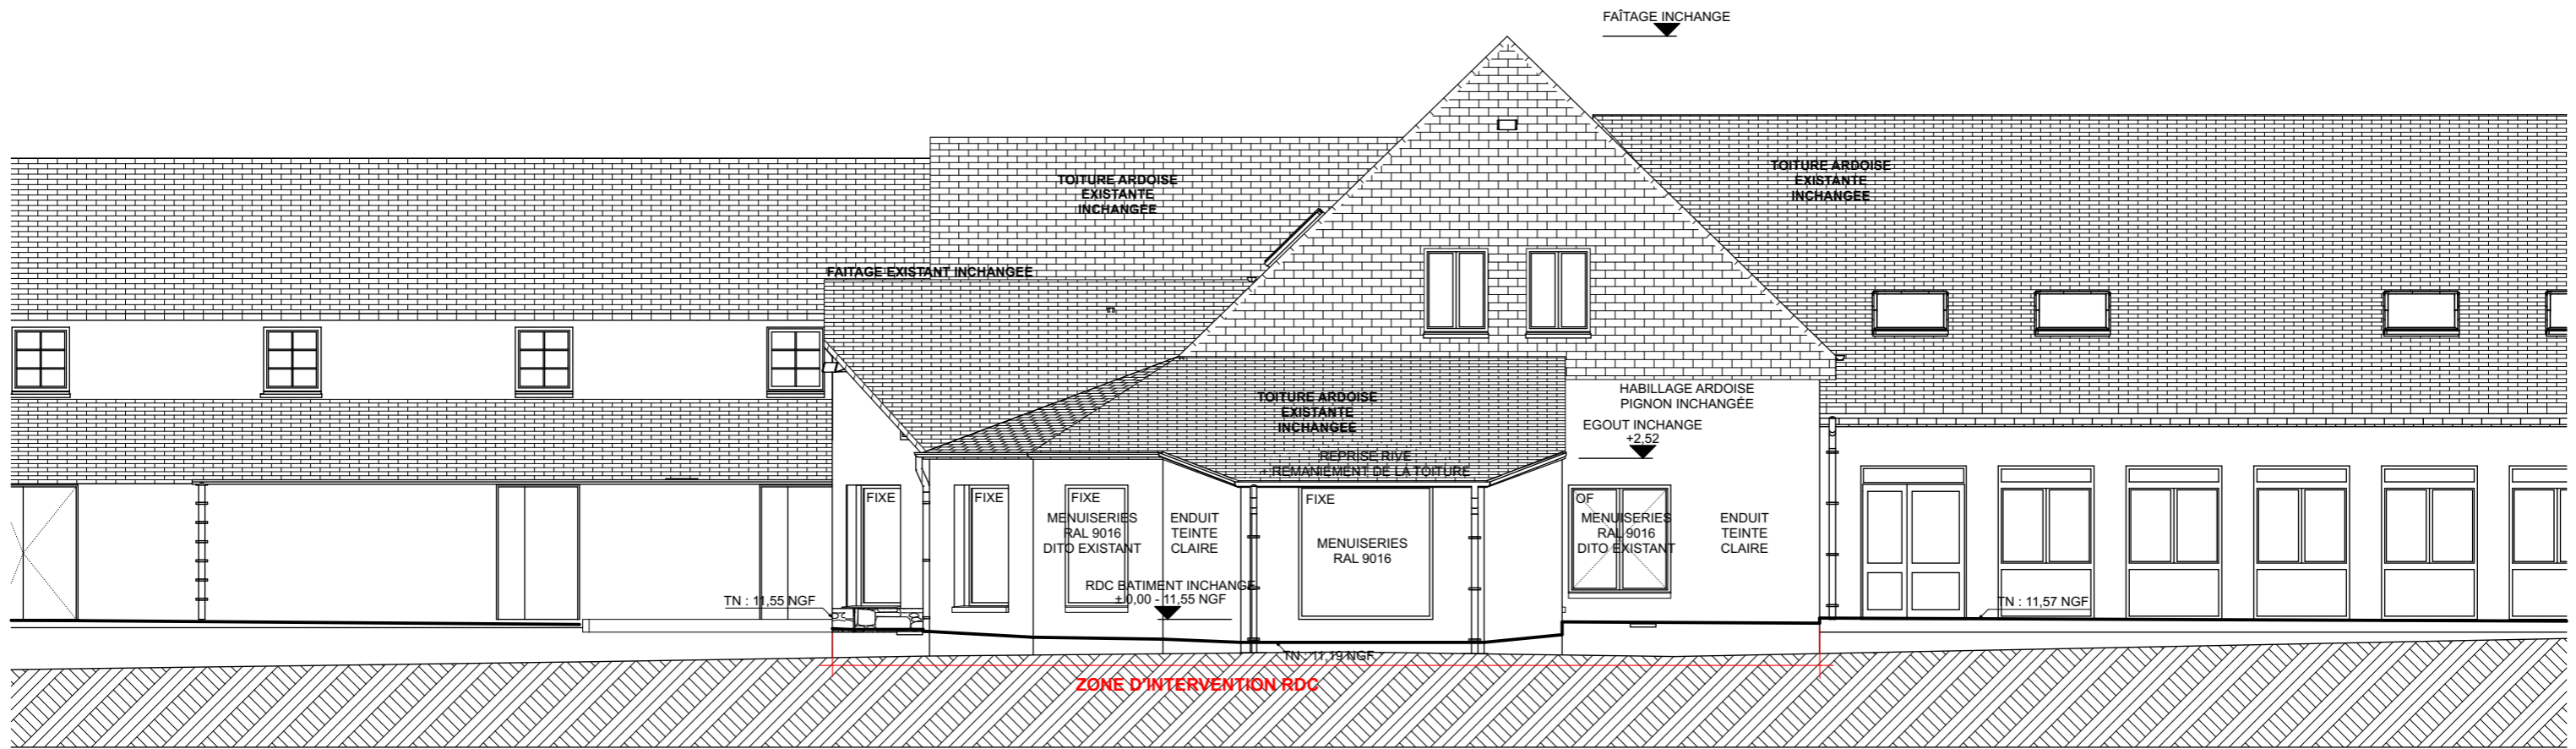 FAÎTAGE INCHANGE
TOITURE ARDOISE
EXISTANTE
INCHANGÉE
TOITURE ARDOISE
EXISTANTE
INCHANGÉE
FAITAGE EXISTANT INCHANGEE
TOITURE ARDOISE
EXISTANTE
INCHANGÉE
HABILLAGE ARDOISE
PIGNON INCHANGÉE
EGOUT INCHANGE
+2,52
REPRISE RIVE
+ REMANIEMENT DE LA TOITURE
FIXE
FIXE
FIXE
MENUISERIES
RAL 9016
DITO EXISTANT
ENDUIT
TEINTE
CLAIRE
FIXE
MENUISERIES
RAL 9016
OF
MENUISERIES
RAL 9016
DITO EXISTANT
ENDUIT
TEINTE
CLAIRE
RDC BATIMENT INCHANGE
±0,00 - 11,55 NGF
TN : 11,55 NGF
TN : 11,57 NGF
TN : 11,19 NGF
ZONE D'INTERVENTION RDC